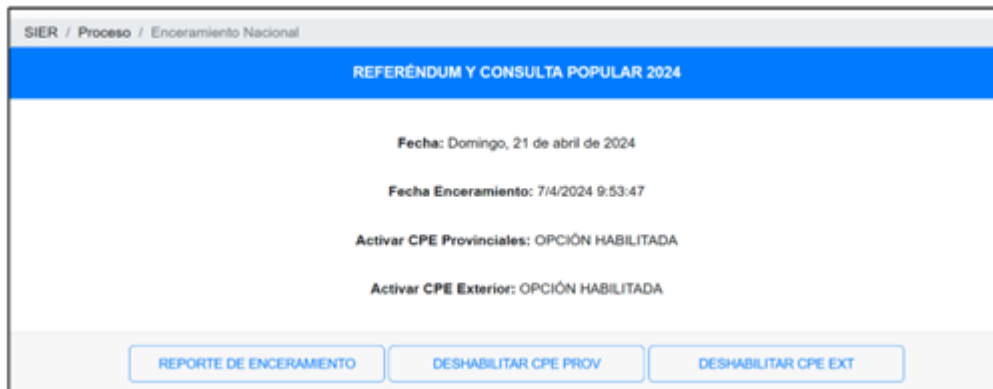 SIER / Proceso / Enceramiento Nacional
REFERÉNDUM Y CONSULTA POPULAR 2024
Fecha: Domingo, 21 de abril de 2024
Fecha Enceramiento: 7/4/2024 9:53:47
Activar CPE Provinciales: OPCIÓN HABILITADA
Activar CPE Exterior: OPCIÓN HABILITADA
REPORTE DE ENCERAMIENTO DESHABILITAR CPE PROV DESHABILITAR CPE EXT